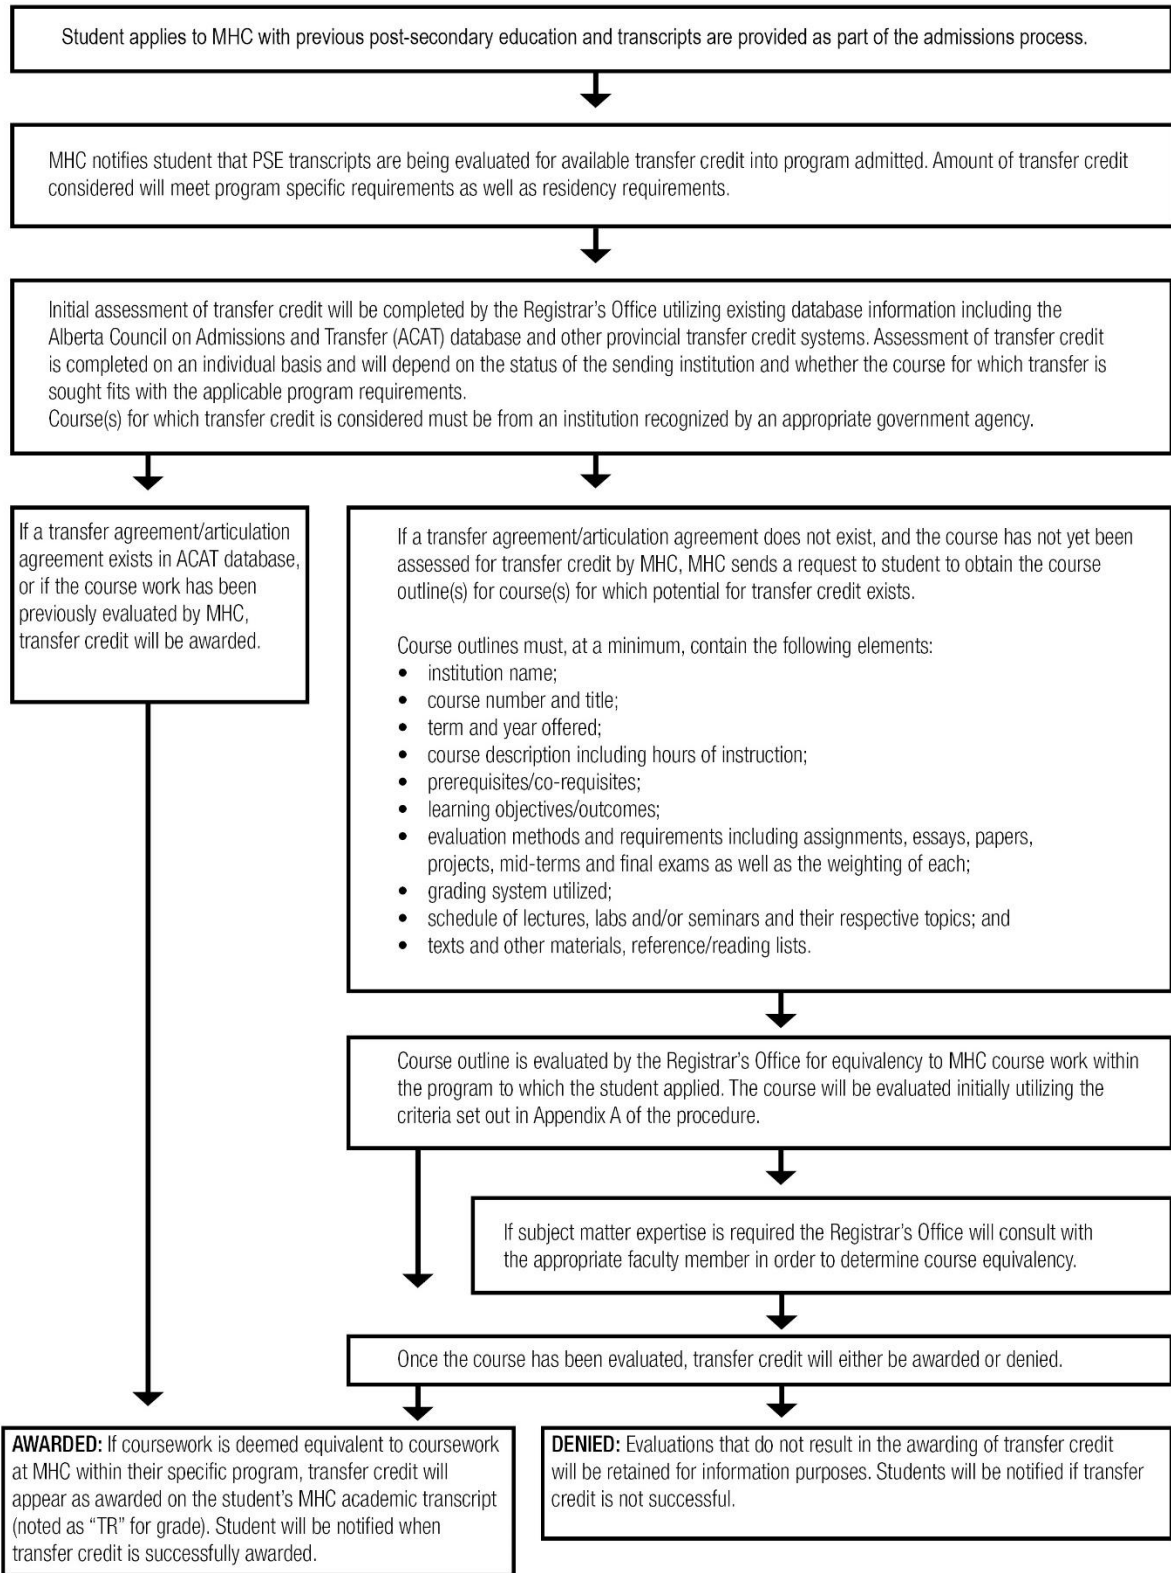 Student applies to MHC with previous post-secondary education and transcripts are provided as part of the admissions process.
MHC notifies student that PSE transcripts are being evaluated for available transfer credit into program admitted. Amount of transfer credit
considered will meet program specific requirements as well as residency requirements.
Initial assessment of transfer credit will be completed by the Registrar's Office utilizing existing database information including the
Alberta Council on Admissions and Transfer (ACAT) database and other provincial transfer credit systems. Assessment of transfer credit
is completed on an individual basis and will depend on the status of the sending institution and whether the course for which transfer is
sought fits with the applicable program requirements.
Course(s) for which transfer credit is considered must be from an institution recognized by an appropriate government agency.
If a transfer agreement/articulation
agreement exists in ACAT database,
or if the course work has been
previously evaluated by MHC,
transfer credit will be awarded.
If a transfer agreement/articulation agreement does not exist, and the course has not yet been
assessed for transfer credit by MHC, MHC sends a request to student to obtain the course
outline(s) for course(s) for which potential for transfer credit exists.
Course outlines must, at a minimum, contain the following elements:
• institution name;
• course number and title;
• term and year offered;
• course description including hours of instruction;
• prerequisites/co-requisites;
• learning objectives/outcomes;
• evaluation methods and requirements including assignments, essays, papers,
projects, mid-terms and final exams as well as the weighting of each;
• grading system utilized;
• schedule of lectures, labs and/or seminars and their respective topics; and
• texts and other materials, reference/reading lists.
Course outline is evaluated by the Registrar's Office for equivalency to MHC course work within
the program to which the student applied. The course will be evaluated initially utilizing the
criteria set out in Appendix A of the procedure.
If subject matter expertise is required the Registrar's Office will consult with
the appropriate faculty member in order to determine course equivalency.
Once the course has been evaluated, transfer credit will either be awarded or denied.
AWARDED: If coursework is deemed equivalent to coursework
at MHC within their specific program, transfer credit will
appear as awarded on the student's MHC academic transcript
(noted as “TR” for grade). Student will be notified when
transfer credit is successfully awarded.
DENIED: Evaluations that do not result in the awarding of transfer credit
will be retained for information purposes. Students will be notified if transfer
credit is not successful.